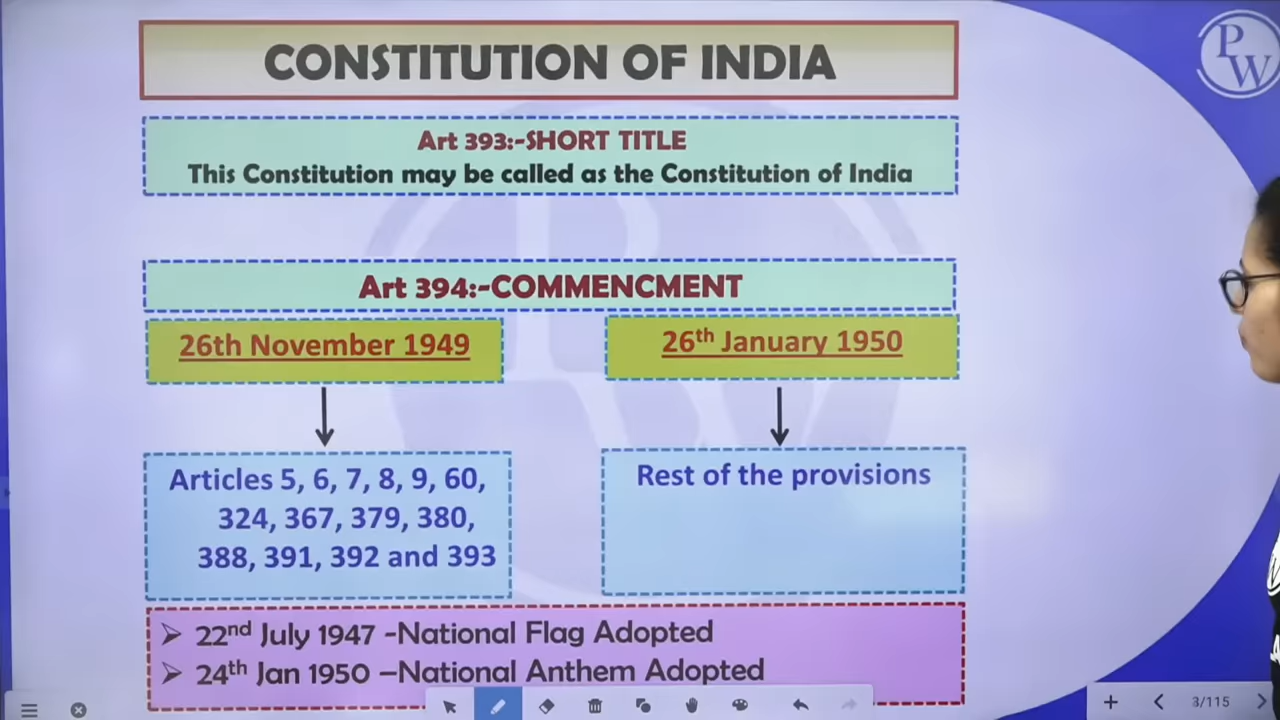 CONSTITUTION OF INDIA
PW
Art 393:-SHORT TITLE
This Constitution may be called as the Constitution of India
Art 394:-COMMENCMENT
26th November 1949
26th January 1950
Articles 5, 6, 7, 8, 9, 60,
324, 367, 379, 380,
388, 391, 392 and 393
Rest of the provisions
➢ 22nd July 1947 -National Flag Adopted
➢ 24th Jan 1950 –National Anthem Adopted
3/115